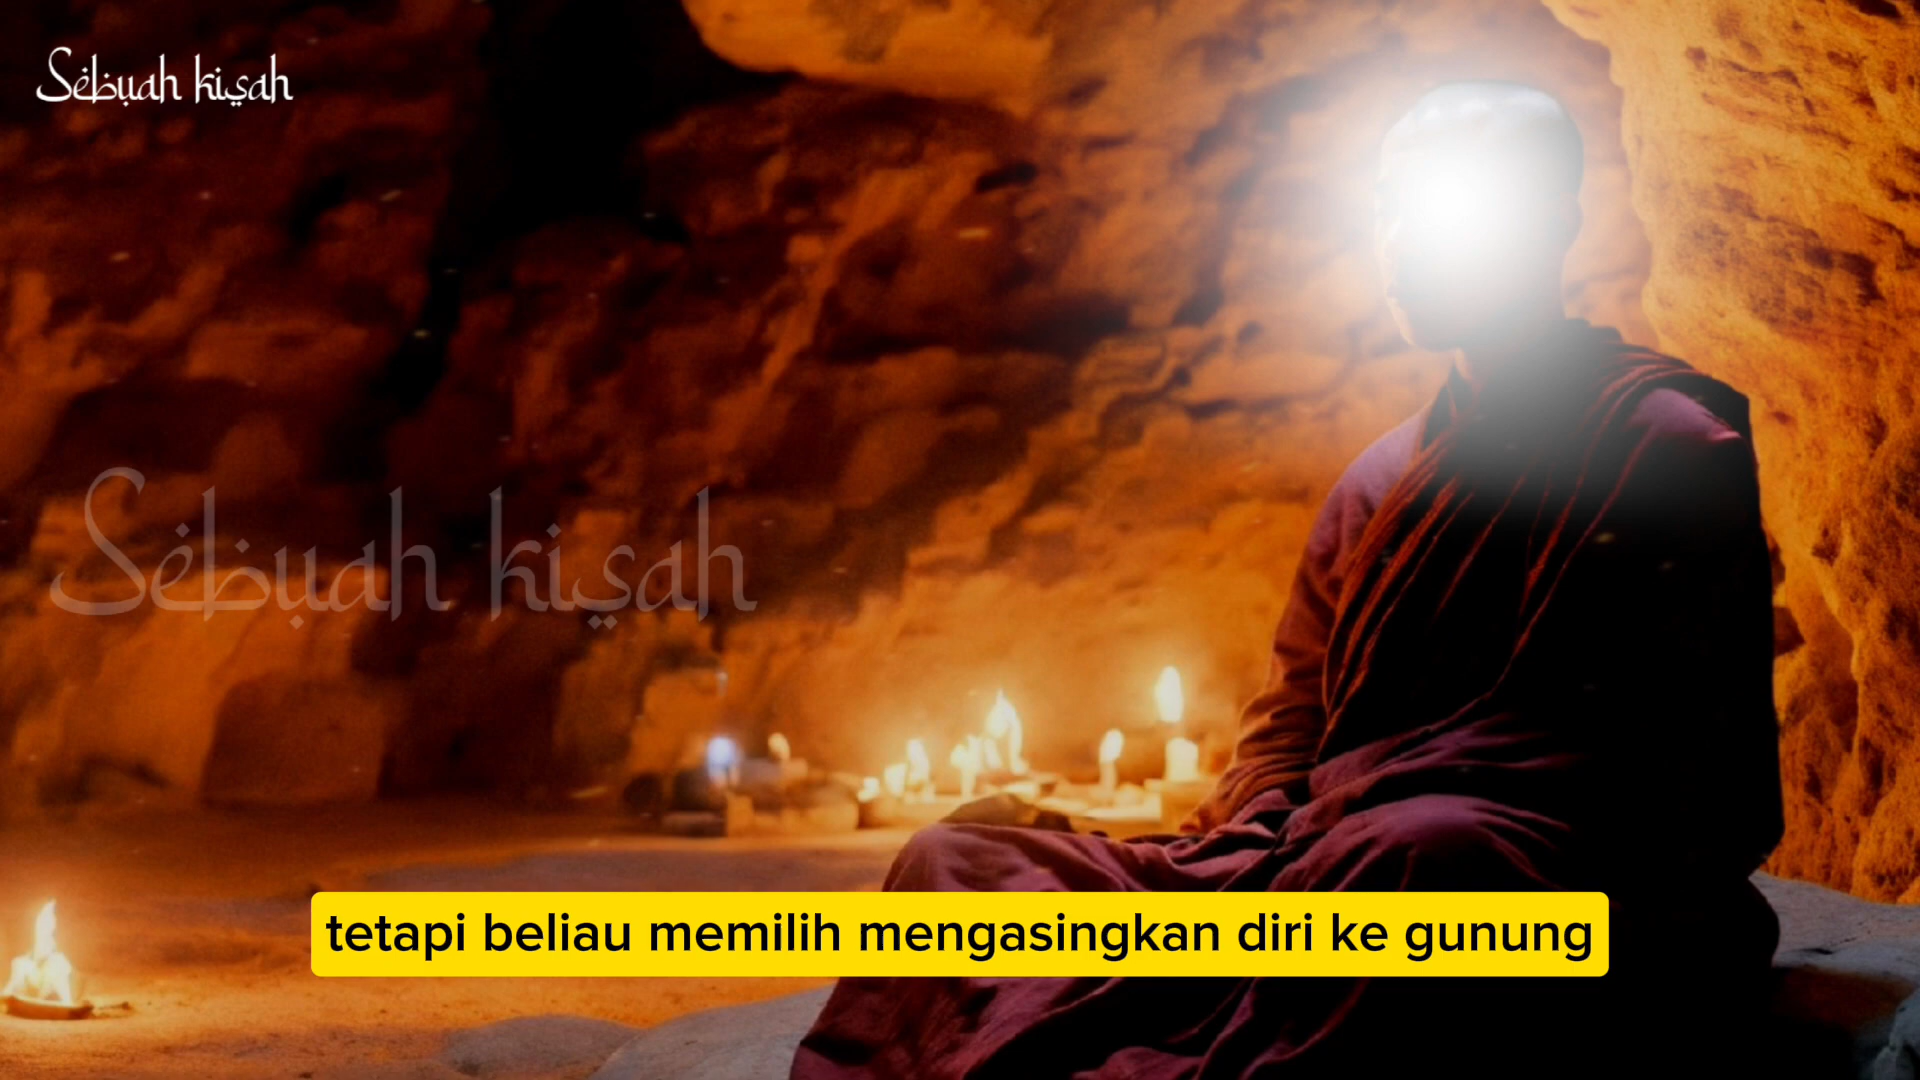 Sebuah kisah
Sebuah kisah
tetapi beliau memilih mengasingkan diri ke gunung